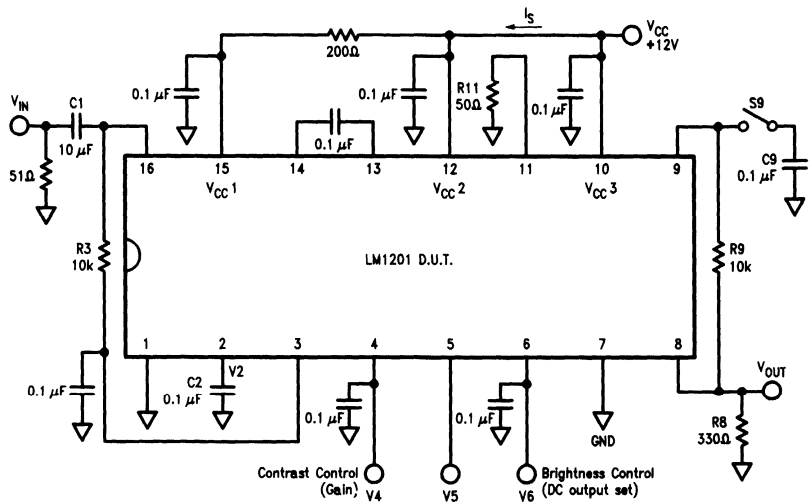 I_S
V_CC
+12V
200Ω
0.1 µF
0.1 µF
R11
50Ω
0.1 µF
S9
V_IN
C1
10 µF
0.1 µF
C9
0.1 µF
51Ω
16
15
14
13
12
11
10
9
V_CC 1
V_CC 2
V_CC 3
R3
10k
LM1201 D.U.T.
R9
10k
1
2
3
4
5
6
7
8
V2
0.1 µF
C2
0.1 µF
0.1 µF
0.1 µF
GND
V_OUT
R8
330Ω
Contrast Control
(Gain)
V4
V5
V6
Brightness Control
(DC output set)